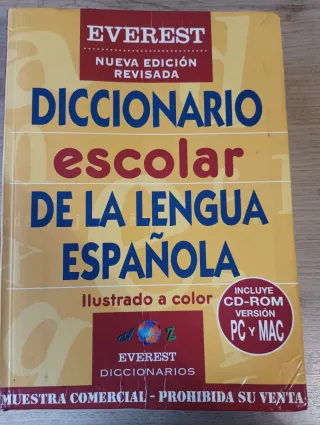 EVEREST
NUEVA EDICIÓN
REVISADA
DICCIONARIO
escolar
DE LA LENGUA
ESPAÑOLA
Ilustrado a color
INCLUYE
CD-ROM
VERSIÓN
PC Y MAC
Z
EVEREST
DICCIONARIOS
MUESTRA COMERCIAL - PROHIBIDA SU VENTA